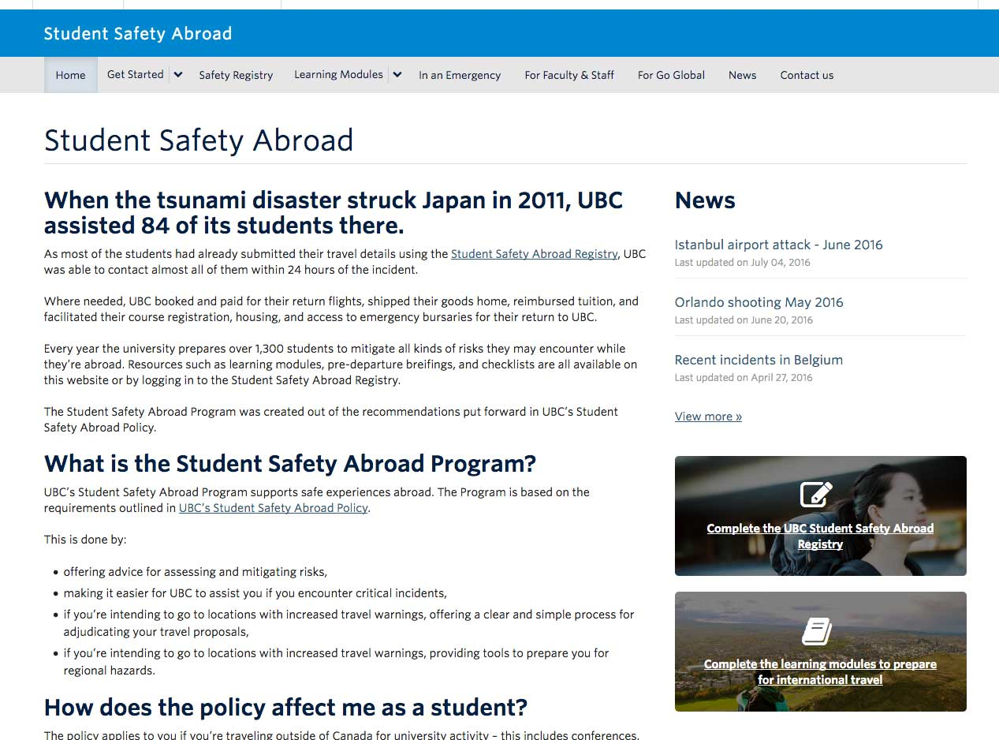 Student Safety Abroad
Home
Get Started
Safety Registry
Learning Modules
In an Emergency
For Faculty & Staff
For Go Global
News
Contact us
Student Safety Abroad
When the tsunami disaster struck Japan in 2011, UBC
assisted 84 of its students there.
As most of the students had already submitted their travel details using the Student Safety Abroad Registry, UBC
was able to contact almost all of them within 24 hours of the incident.
Where needed, UBC booked and paid for their return flights, shipped their goods home, reimbursed tuition, and
facilitated their course registration, housing, and access to emergency bursaries for their return to UBC.
Every year the university prepares over 1,300 students to mitigate all kinds of risks they may encounter while
they’re abroad. Resources such as learning modules, pre-departure breifings, and checklists are all available on
this website or by logging in to the Student Safety Abroad Registry.
The Student Safety Abroad Program was created out of the recommendations put forward in UBC’s Student
Safety Abroad Policy.
What is the Student Safety Abroad Program?
UBC’s Student Safety Abroad Program supports safe experiences abroad. The Program is based on the
requirements outlined in UBC’s Student Safety Abroad Policy.
This is done by:
• offering advice for assessing and mitigating risks,
• making it easier for UBC to assist you if you encounter critical incidents,
• if you’re intending to go to locations with increased travel warnings, offering a clear and simple process for
adjudicating your travel proposals,
• if you’re intending to go to locations with increased travel warnings, providing tools to prepare you for
regional hazards.
How does the policy affect me as a student?
The policy applies to you if you’re traveling outside of Canada for university activity – this includes conferences,
News
Istanbul airport attack - June 2016
Last updated on July 04, 2016
Orlando shooting May 2016
Last updated on June 20, 2016
Recent incidents in Belgium
Last updated on April 27, 2016
View more »
Complete the UBC Student Safety Abroad
Registry
Complete the learning modules to prepare
for international travel